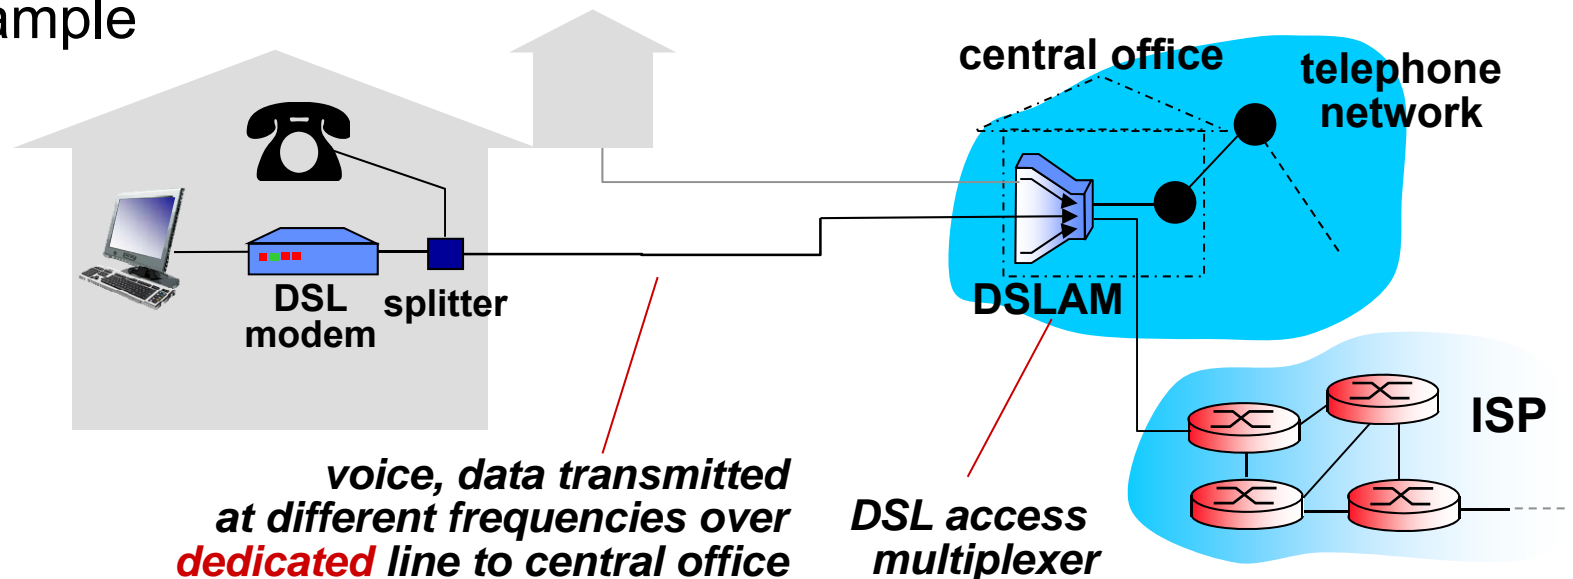 ample
central office
telephone
network
DSL
modem
splitter
DSLAM
ISP
voice, data transmitted
at different frequencies over
dedicated line to central office
DSL access
multiplexer